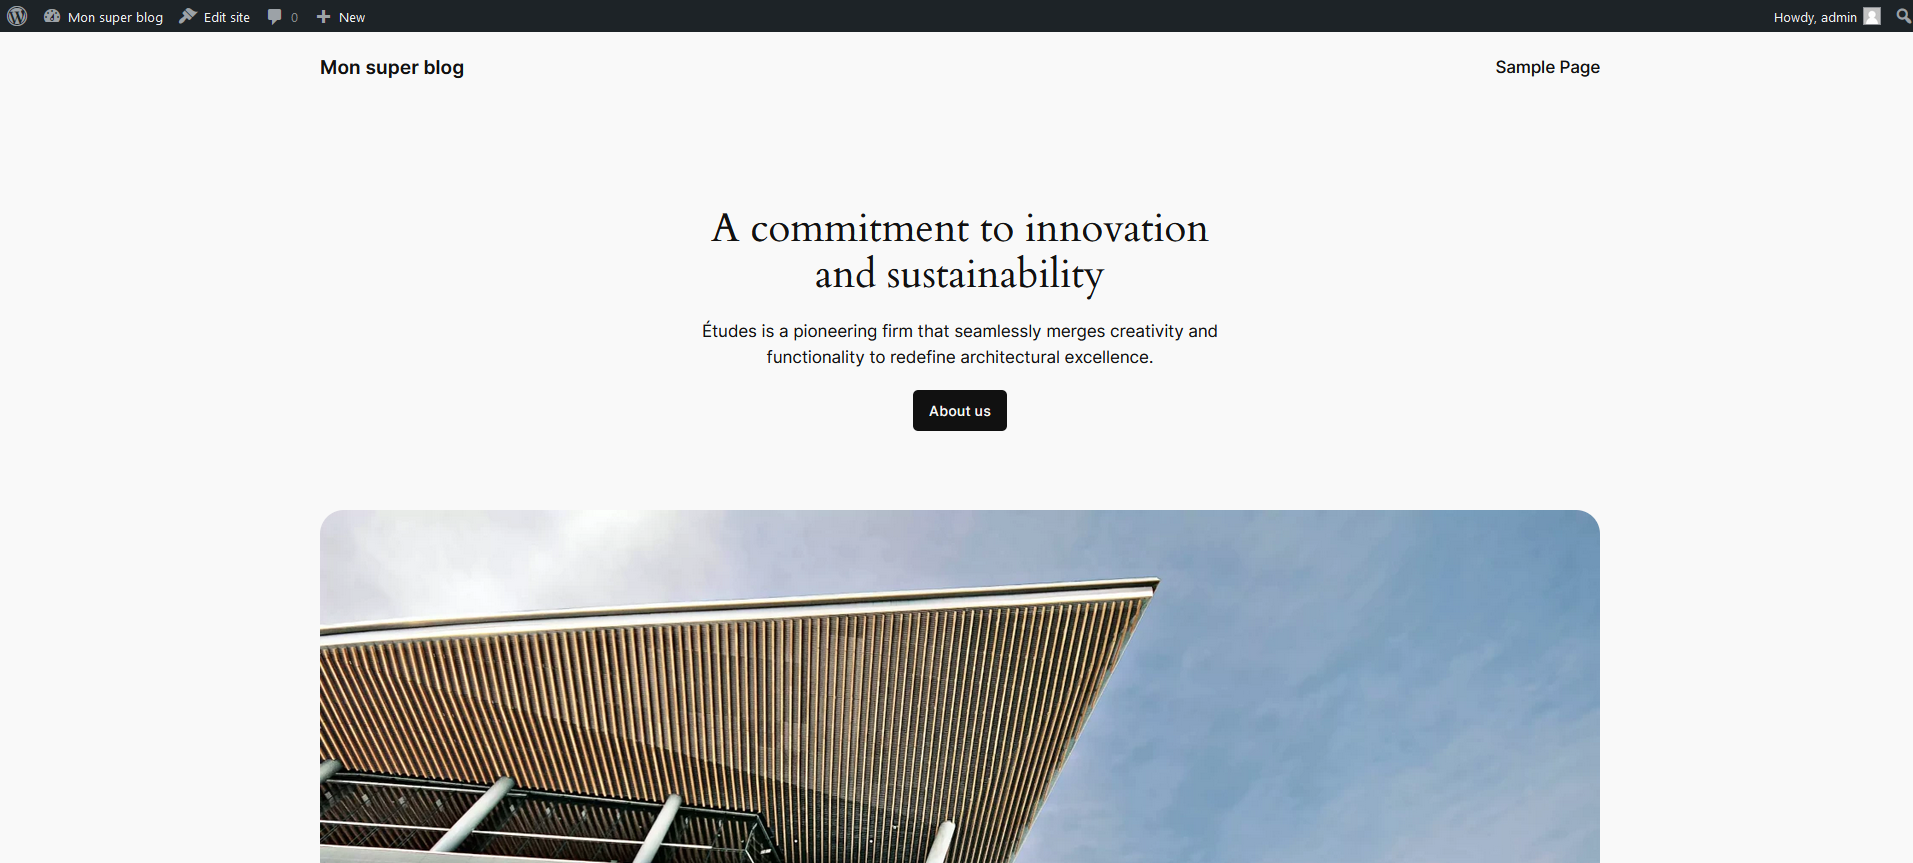 Mon super blog Edit site 0 New Howdy, admin
Mon super blog Sample Page
A commitment to innovation
and sustainability
Études is a pioneering firm that seamlessly merges creativity and
functionality to redefine architectural excellence.
About us